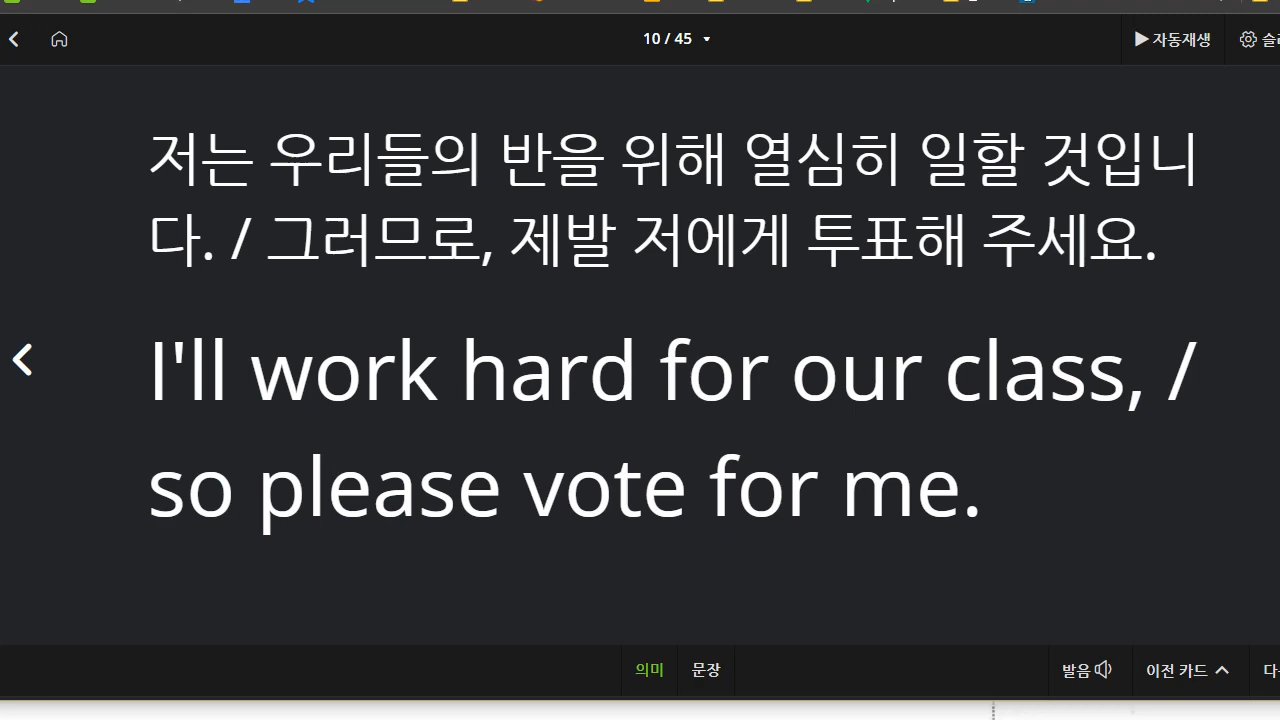 10 / 45
자동재생
저는 우리들의 반을 위해 열심히 일할 것입니
다. / 그러므로, 제발 저에게 투표해 주세요.
I'll work hard for our class, /
so please vote for me.
의미
문장
발음
이전 카드